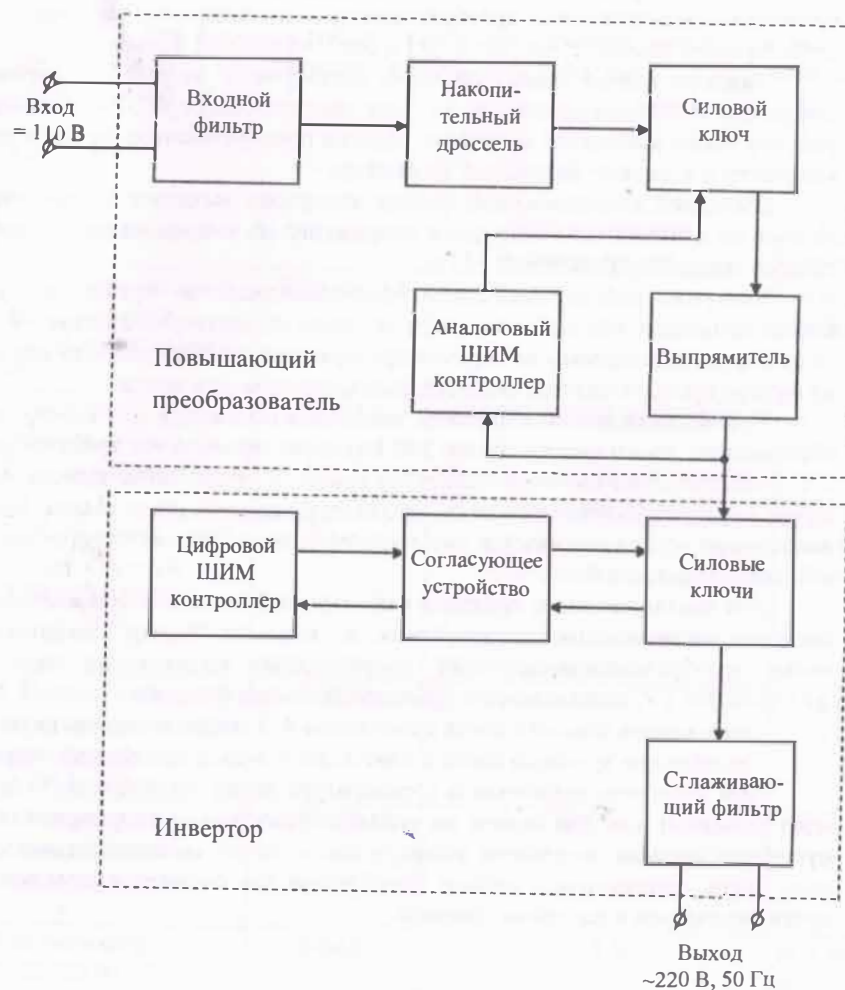 Вход
= 110 В
Входной
фильтр
Накопи-
тельный
дроссель
Силовой
ключ
Аналоговый
ШИМ
контроллер
Выпрямитель
Повышающий
преобразователь
Цифровой
ШИМ
контроллер
Согласующее
устройство
Силовые
ключи
Сглаживаю-
щий фильтр
Инвертор
Выход
~220 В, 50 Гц